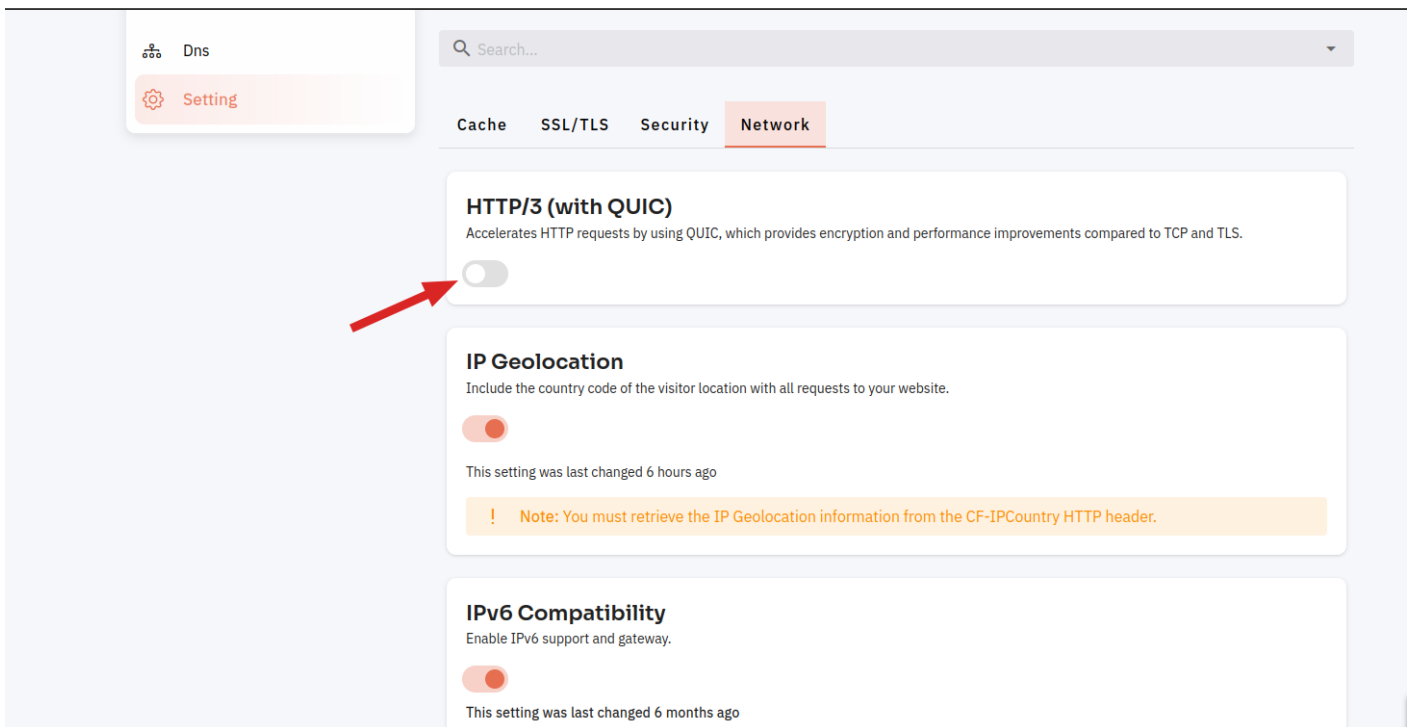 Dns
Setting
Search...
Cache SSL/TLS Security Network
HTTP/3 (with QUIC)
Accelerates HTTP requests by using QUIC, which provides encryption and performance improvements compared to TCP and TLS.
IP Geolocation
Include the country code of the visitor location with all requests to your website.
This setting was last changed 6 hours ago
! Note: You must retrieve the IP Geolocation information from the CF-IPCountry HTTP header.
IPv6 Compatibility
Enable IPv6 support and gateway.
This setting was last changed 6 months ago